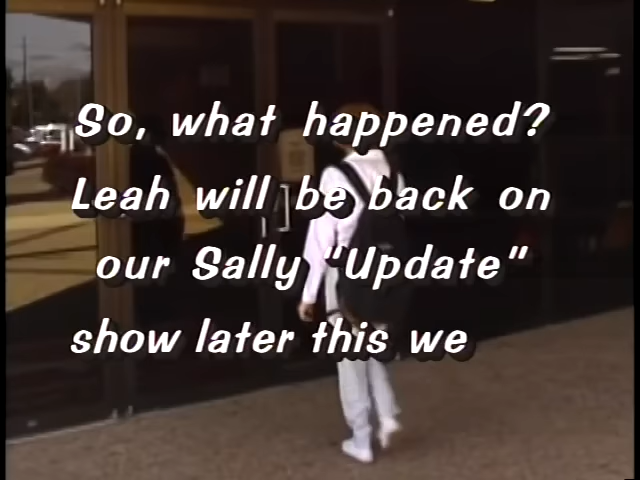 So, what happened?
Leah will be back on
our Sally “Update”
show later this we